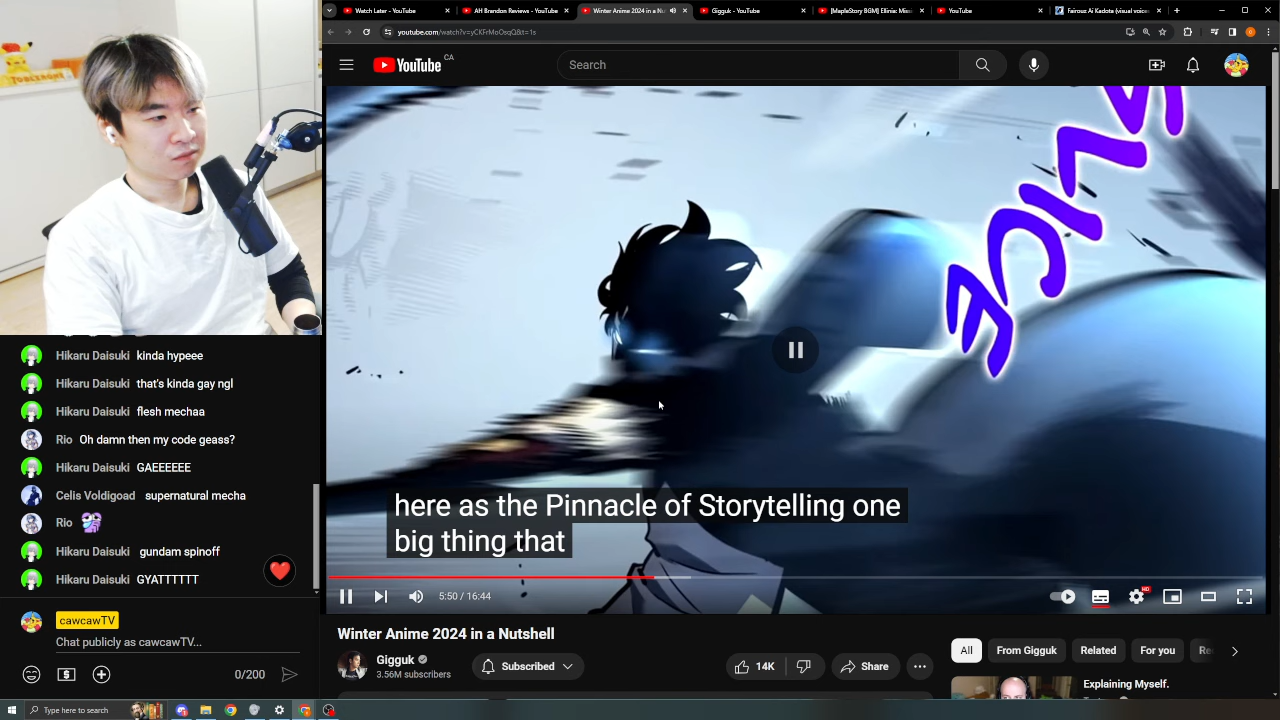 Watch Later - YouTube
AH Brandon Reviews - YouTube
Winter Anime 2024 in a Nu
Gigguk - YouTube
[MapleStory BGM] Ellinia: Miss
YouTube
Fairouz Ai Kadota (visual voice
youtube.com/watch?v=yCKFrMoOsqQ&t=1s
YouTube
CA
Search
SLICE
here as the Pinnacle of Storytelling one
big thing that
5:50 / 16:44
HD
Winter Anime 2024 in a Nutshell
Gigguk
3.56M subscribers
Subscribed
14K
Share
All
From Gigguk
Related
For you
Re
Explaining Myself.
Hikaru Daisuki kinda hypeee
Hikaru Daisuki that's kinda gay ngl
Hikaru Daisuki flesh mechaa
Rio Oh damn then my code geass?
Hikaru Daisuki GAEEEEEE
Celis Voldigoad supernatural mecha
Rio
Hikaru Daisuki gundam spinoff
Hikaru Daisuki GYATTTTTT
cawcawTV
Chat publicly as cawcawTV...
0/200
Type here to search